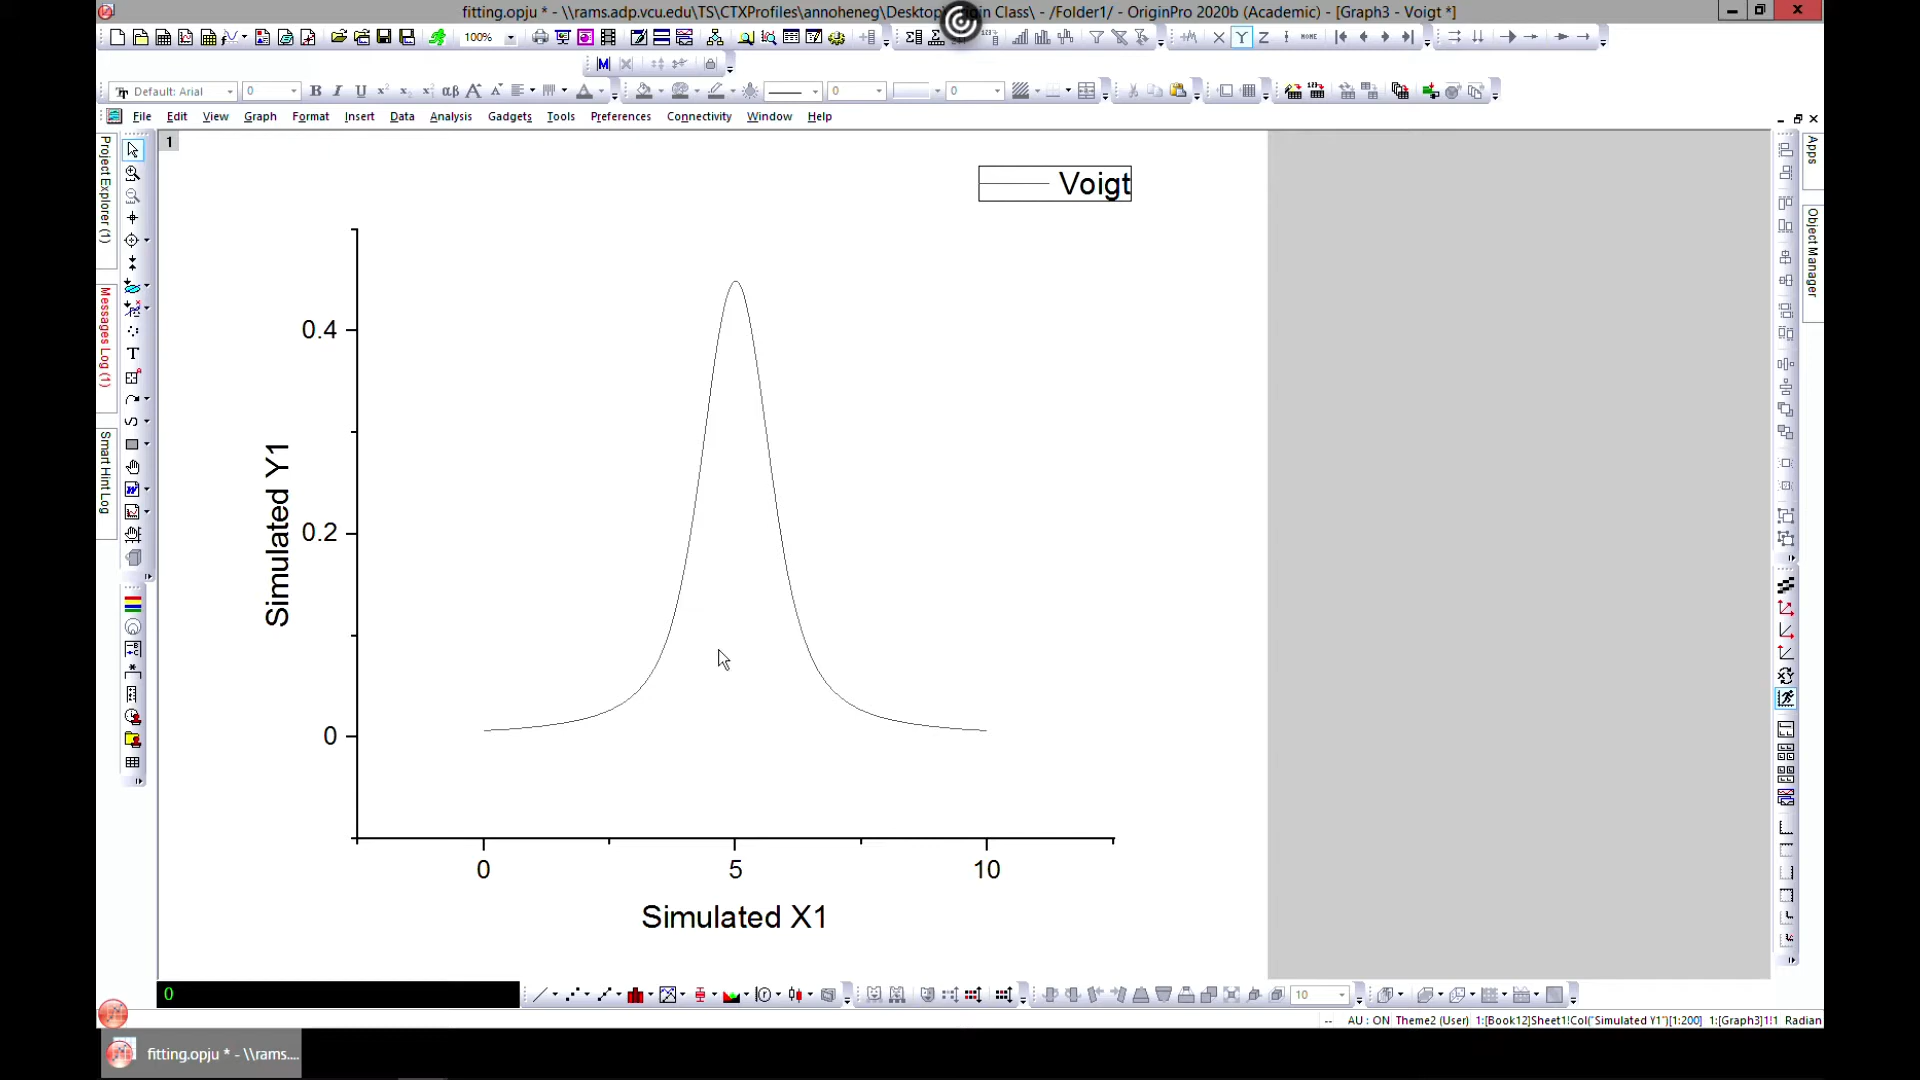 fitting.opju * - \\rams.adp.vcu.edu\TS\CTXProfiles\annoheneg\Desktop\ gin Class\ - /Folder1/ - OriginPro 2020b (Academic) - [Graph3 - Voigt *]
100%
Default: Arial 0 B I U 0 0
File Edit View Graph Format Insert Data Analysis Gadgets Tools Preferences Connectivity Window Help
Project Explorer (1)
Messages Log (1)
Smart Hint Log
Apps
Object Manager
1
Voigt
0.4
0.2
0
Simulated Y1
0 5 10
Simulated X1
0
10
-- AU : ON Theme2 (User) 1:[Book12]Sheet1!Col("Simulated Y1")[1:200] 1:[Graph3]1!1 Radian
fitting.opju * - \\rams....